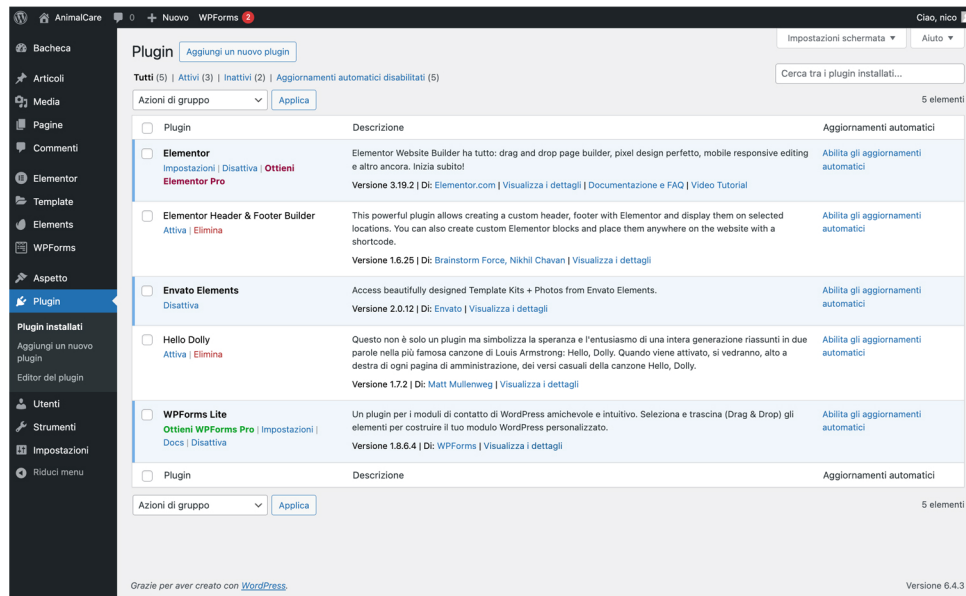 AnimalCare 0 + Nuovo WPForms 2 Ciao, nico
Bacheca
Articoli
Media
Pagine
Commenti
Elementor
Template
Elements
WPForms
Aspetto
Plugin
Plugin installati
Aggiungi un nuovo
plugin
Editor del plugin
Utenti
Strumenti
Impostazioni
Riduci menu
Impostazioni schermata ▼ Aiuto ▼
Plugin Aggiungi un nuovo plugin
Tutti (5) | Attivi (3) | Inattivi (2) | Aggiornamenti automatici disabilitati (5)
Cerca tra i plugin installati...
Azioni di gruppo Applica 5 elementi
Plugin Descrizione Aggiornamenti automatici
Elementor
Impostazioni | Disattiva | Ottieni
Elementor Pro
Elementor Website Builder ha tutto: drag and drop page builder, pixel design perfetto, mobile responsive editing
e altro ancora. Inizia subito!
Versione 3.19.2 | Di: Elementor.com | Visualizza i dettagli | Documentazione e FAQ | Video Tutorial
Abilita gli aggiornamenti
automatici
Elementor Header & Footer Builder
Attiva | Elimina
This powerful plugin allows creating a custom header, footer with Elementor and display them on selected
locations. You can also create custom Elementor blocks and place them anywhere on the website with a
shortcode.
Versione 1.6.25 | Di: Brainstorm Force, Nikhil Chavan | Visualizza i dettagli
Abilita gli aggiornamenti
automatici
Envato Elements
Disattiva
Access beautifully designed Template Kits + Photos from Envato Elements.
Versione 2.0.12 | Di: Envato | Visualizza i dettagli
Abilita gli aggiornamenti
automatici
Hello Dolly
Attiva | Elimina
Questo non è solo un plugin ma simbolizza la speranza e l'entusiasmo di una intera generazione riassunti in due
parole nella più famosa canzone di Louis Armstrong: Hello, Dolly. Quando viene attivato, si vedranno, alto a
destra di ogni pagina di amministrazione, dei versi casuali della canzone Hello, Dolly.
Versione 1.7.2 | Di: Matt Mullenweg | Visualizza i dettagli
Abilita gli aggiornamenti
automatici
WPForms Lite
Ottieni WPForms Pro | Impostazioni |
Docs | Disattiva
Un plugin per i moduli di contatto di WordPress amichevole e intuitivo. Seleziona e trascina (Drag & Drop) gli
elementi per costruire il tuo modulo WordPress personalizzato.
Versione 1.8.6.4 | Di: WPForms | Visualizza i dettagli
Abilita gli aggiornamenti
automatici
Plugin Descrizione Aggiornamenti automatici
Azioni di gruppo Applica 5 elementi
Grazie per aver creato con WordPress. Versione 6.4.3